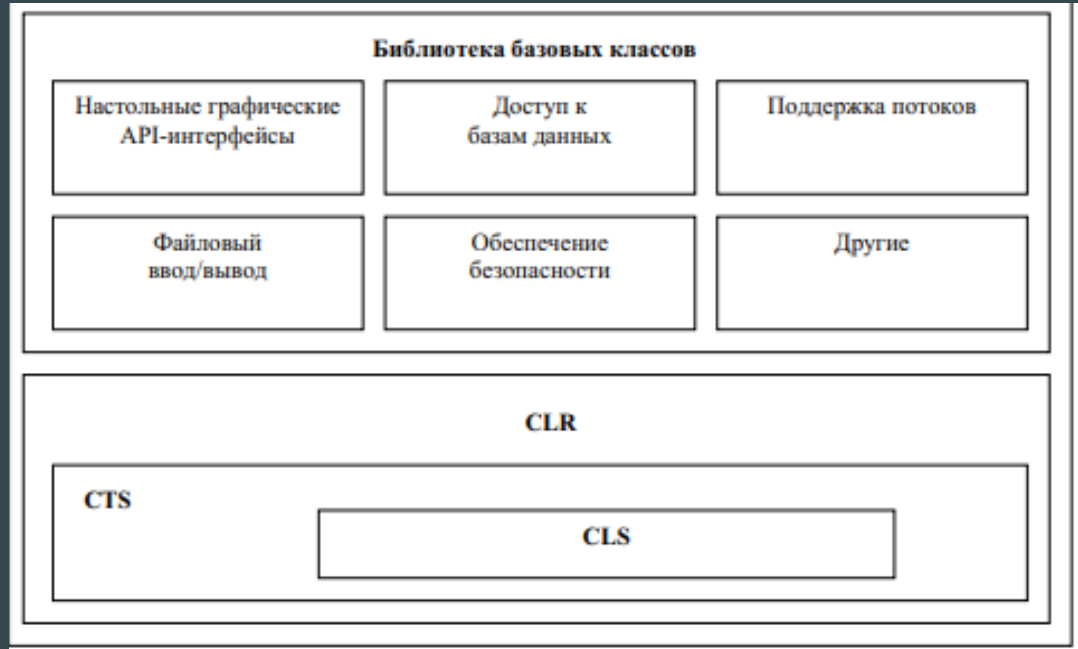 Библиотека базовых классов
Настольные графические
API-интерфейсы
Доступ к
базам данных
Поддержка потоков
Файловый
ввод/вывод
Обеспечение
безопасности
Другие
CLR
CTS
CLS